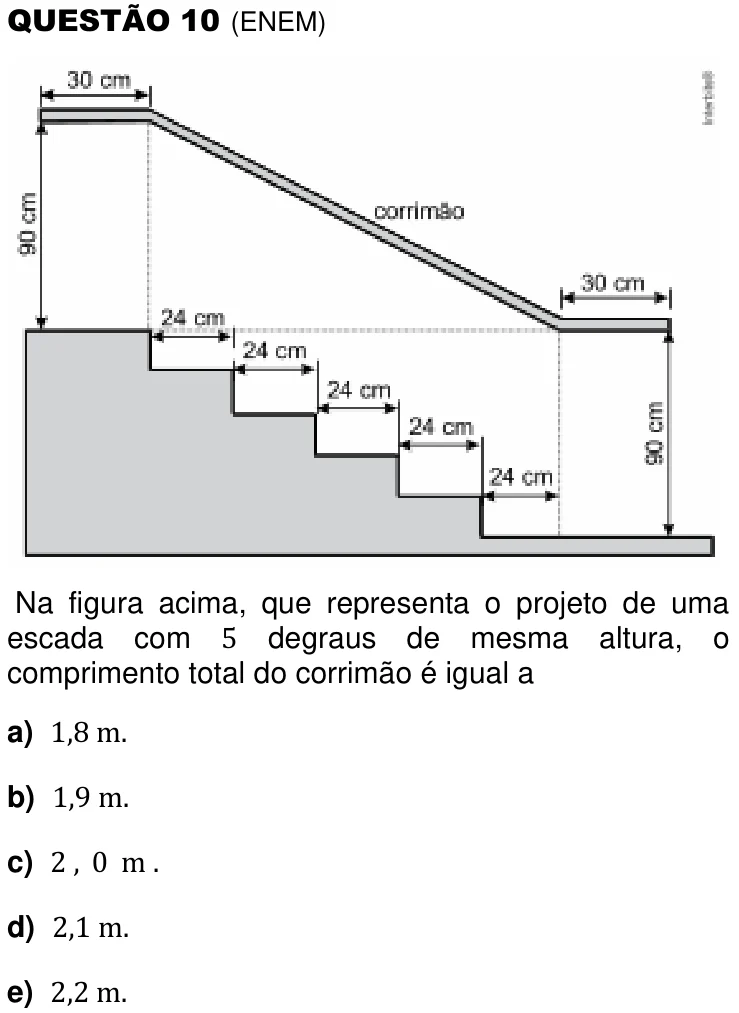 QUESTÃO 10 (ENEM)
30 cm
Interbits®
corrimão
90 cm
30 cm
24 cm
24 cm
24 cm
24 cm
90 cm
24 cm
Na figura acima, que representa o projeto de uma
escada com 5 degraus de mesma altura, o
comprimento total do corrimão é igual a
a) 1,8 m.
b) 1,9 m.
c) 2 , 0 m .
d) 2,1 m.
e) 2,2 m.